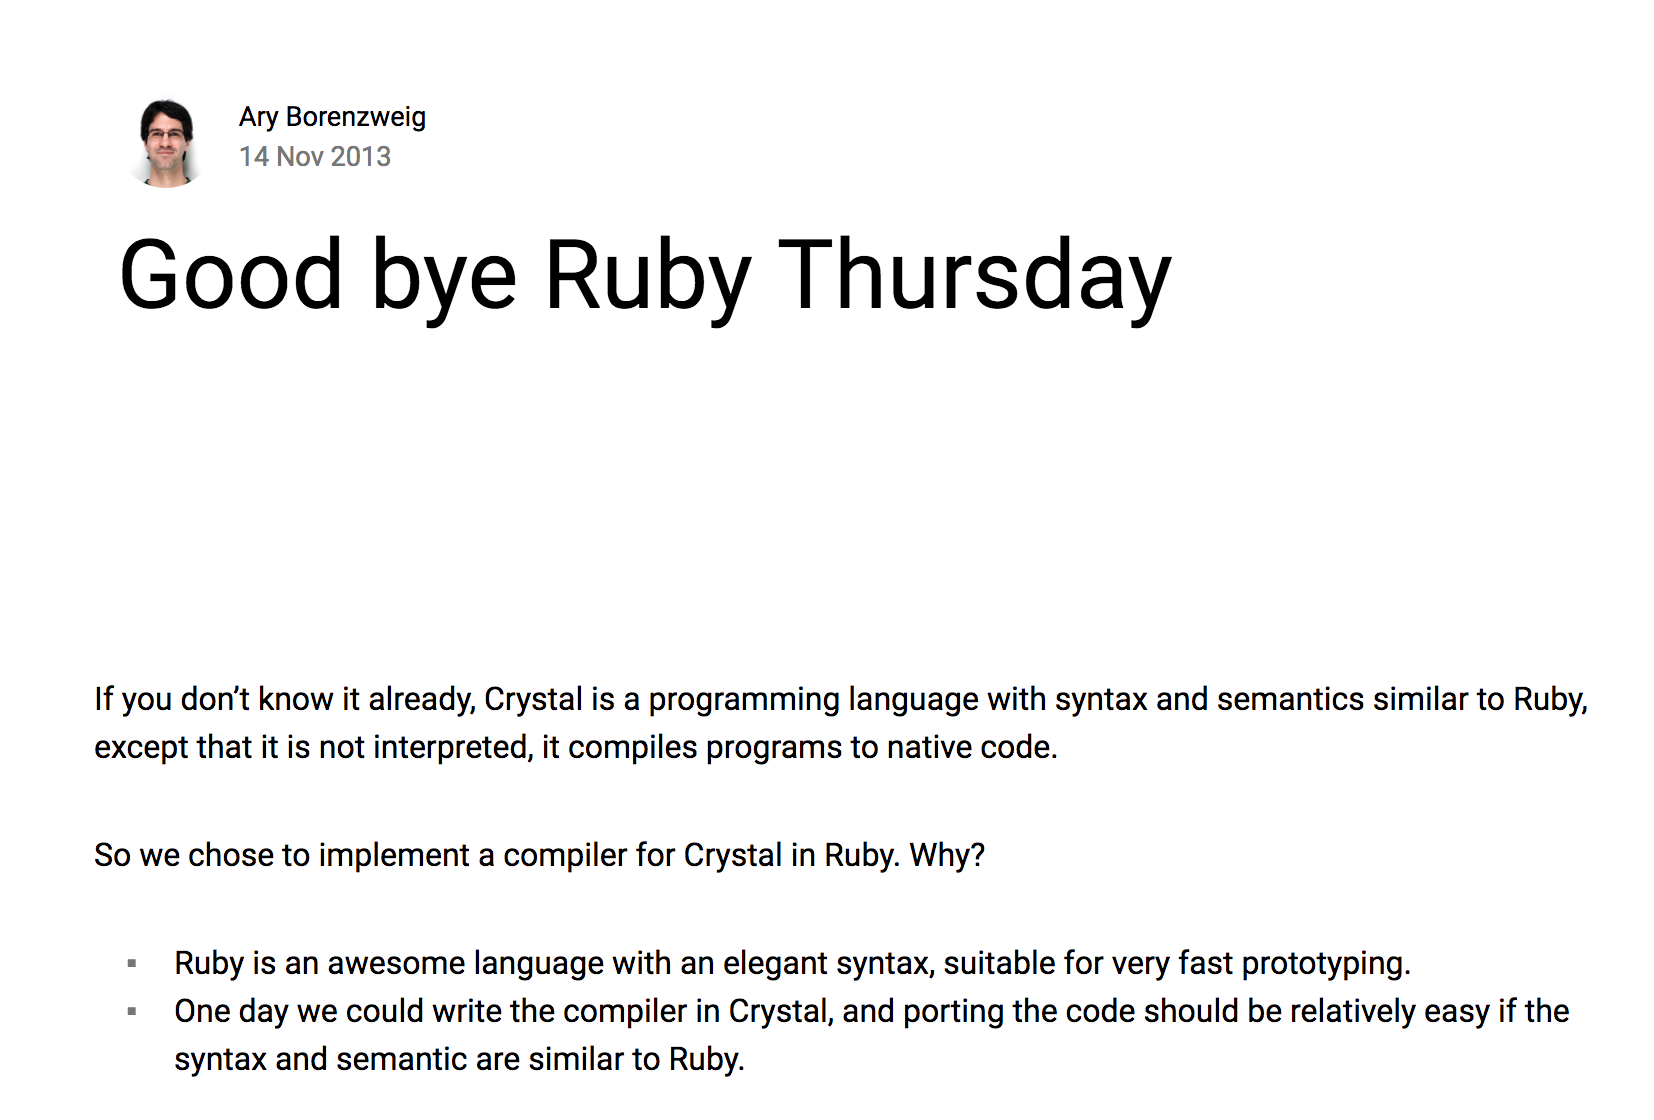 Ary Borenzweig
14 Nov 2013
Good bye Ruby Thursday
If you don’t know it already, Crystal is a programming language with syntax and semantics similar to Ruby,
except that it is not interpreted, it compiles programs to native code.
So we chose to implement a compiler for Crystal in Ruby. Why?
▪ Ruby is an awesome language with an elegant syntax, suitable for very fast prototyping.
▪ One day we could write the compiler in Crystal, and porting the code should be relatively easy if the
syntax and semantic are similar to Ruby.